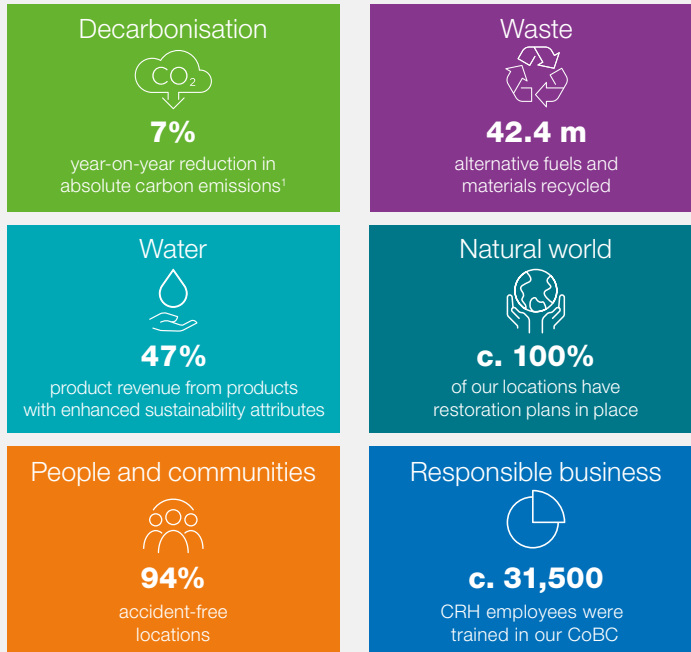 Decarbonisation
CO₂
7%
year-on-year reduction in
absolute carbon emissions¹
Waste
42.4 m
alternative fuels and
materials recycled
Water
47%
product revenue from products
with enhanced sustainability attributes
Natural world
c. 100%
of our locations have
restoration plans in place
People and communities
94%
accident-free
locations
Responsible business
c. 31,500
CRH employees were
trained in our CoBC